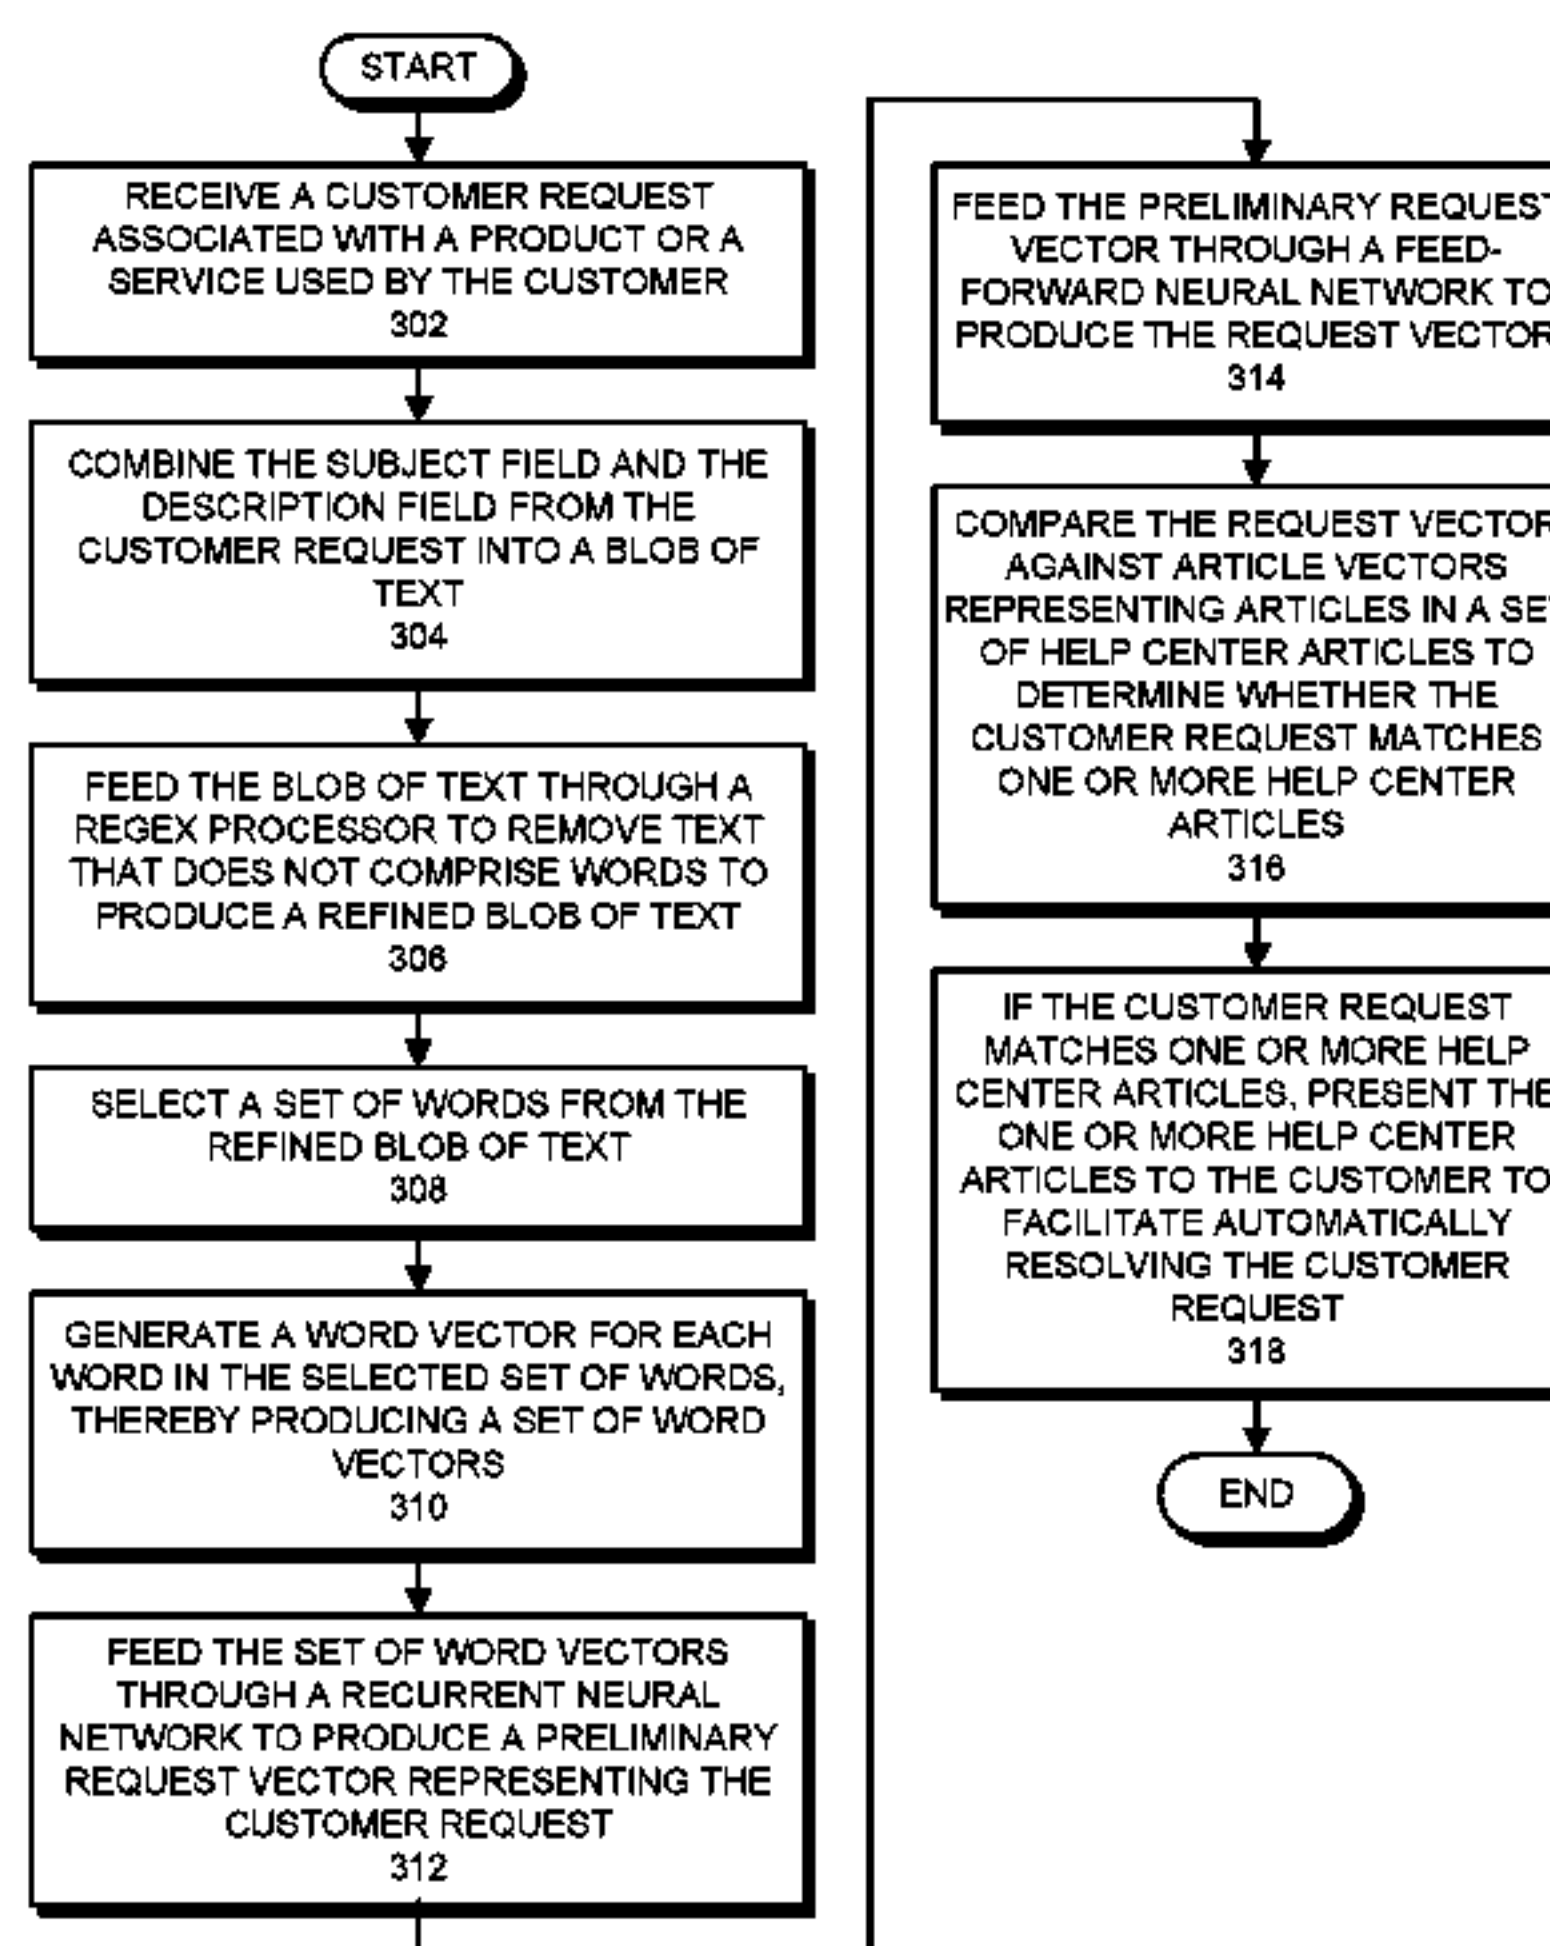 START
RECEIVE A CUSTOMER REQUEST
ASSOCIATED WITH A PRODUCT OR A
SERVICE USED BY THE CUSTOMER
302
COMBINE THE SUBJECT FIELD AND THE
DESCRIPTION FIELD FROM THE
CUSTOMER REQUEST INTO A BLOB OF
TEXT
304
FEED THE BLOB OF TEXT THROUGH A
REGEX PROCESSOR TO REMOVE TEXT
THAT DOES NOT COMPRISE WORDS TO
PRODUCE A REFINED BLOB OF TEXT
306
SELECT A SET OF WORDS FROM THE
REFINED BLOB OF TEXT
308
GENERATE A WORD VECTOR FOR EACH
WORD IN THE SELECTED SET OF WORDS,
THEREBY PRODUCING A SET OF WORD
VECTORS
310
FEED THE SET OF WORD VECTORS
THROUGH A RECURRENT NEURAL
NETWORK TO PRODUCE A PRELIMINARY
REQUEST VECTOR REPRESENTING THE
CUSTOMER REQUEST
312
FEED THE PRELIMINARY REQUEST
VECTOR THROUGH A FEED-
FORWARD NEURAL NETWORK TO
PRODUCE THE REQUEST VECTOR
314
COMPARE THE REQUEST VECTOR
AGAINST ARTICLE VECTORS
REPRESENTING ARTICLES IN A SET
OF HELP CENTER ARTICLES TO
DETERMINE WHETHER THE
CUSTOMER REQUEST MATCHES
ONE OR MORE HELP CENTER
ARTICLES
316
IF THE CUSTOMER REQUEST
MATCHES ONE OR MORE HELP
CENTER ARTICLES, PRESENT THE
ONE OR MORE HELP CENTER
ARTICLES TO THE CUSTOMER TO
FACILITATE AUTOMATICALLY
RESOLVING THE CUSTOMER
REQUEST
318
END